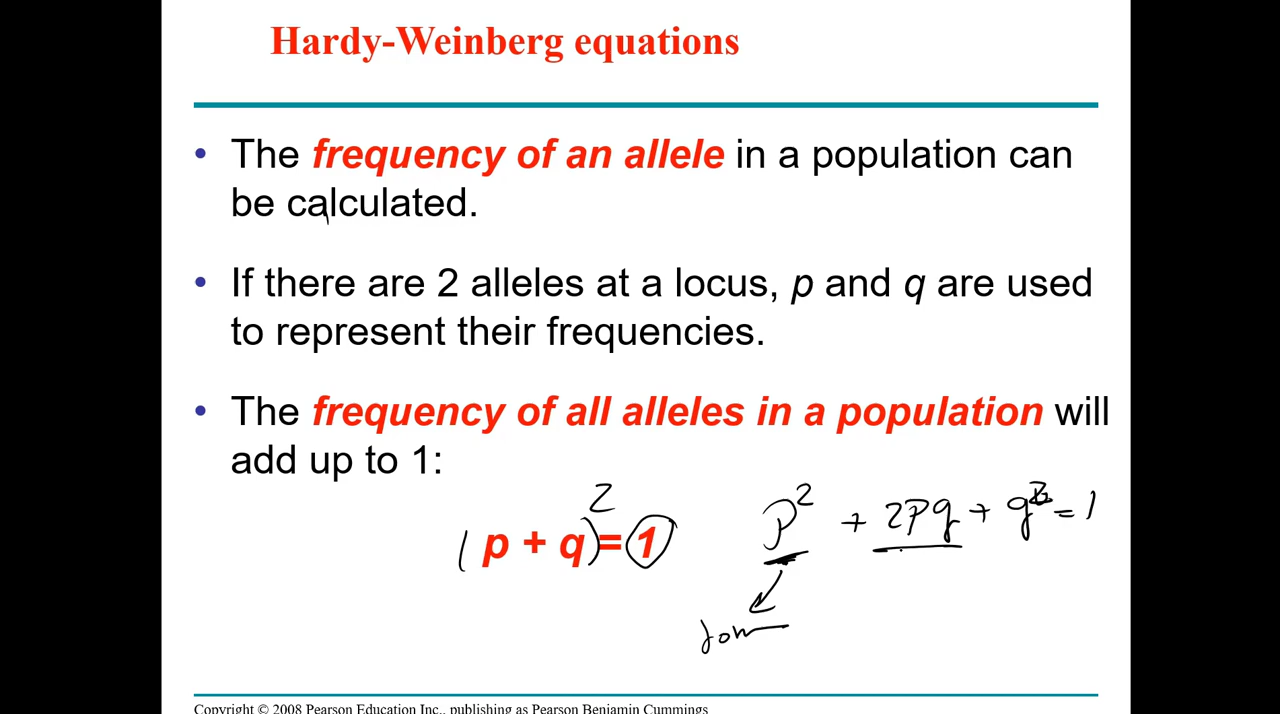 Hardy-Weinberg equations
• The frequency of an allele in a population can
be calculated.
• If there are 2 alleles at a locus, p and q are used
to represent their frequencies.
• The frequency of all alleles in a population will
add up to 1:
(p + q)² = 1
p² + 2pq + q² = 1
dom
Copyright © 2008 Pearson Education Inc., publishing as Pearson Benjamin Cummings